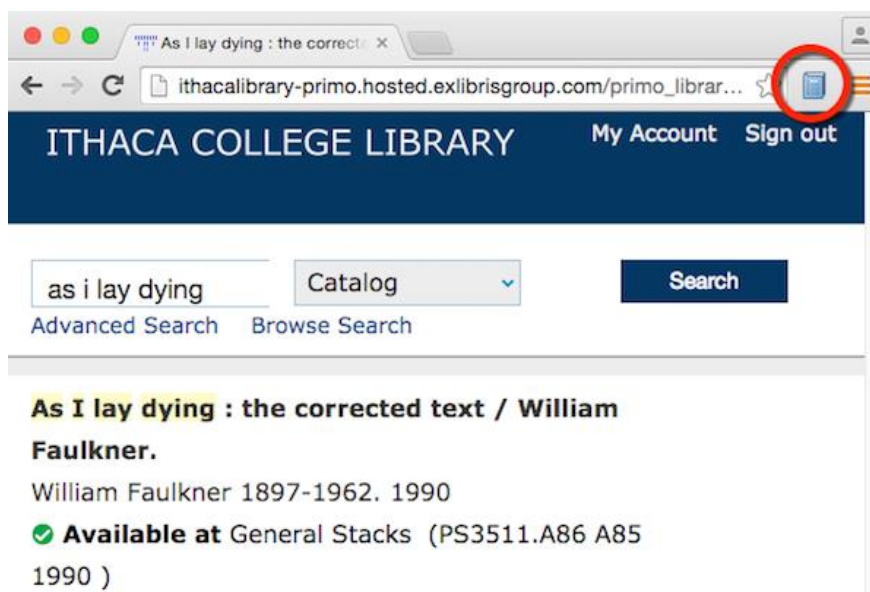 As I lay dying : the correct
ithacalibrary-primo.hosted.exlibrisgroup.com/primo_librar...
ITHACA COLLEGE LIBRARY
My Account Sign out
as i lay dying Catalog Search
Advanced Search Browse Search
As I lay dying : the corrected text / William
Faulkner.
William Faulkner 1897-1962. 1990
Available at General Stacks (PS3511.A86 A85
1990 )